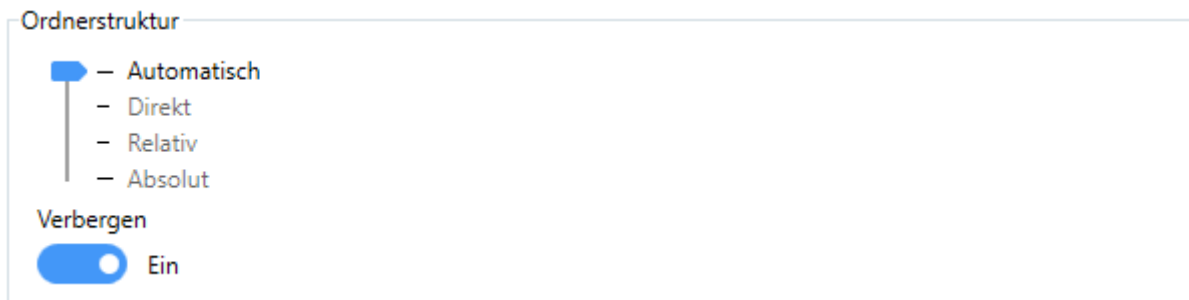 Ordnerstruktur
Automatisch
Direkt
Relativ
Absolut
Verbergen
Ein